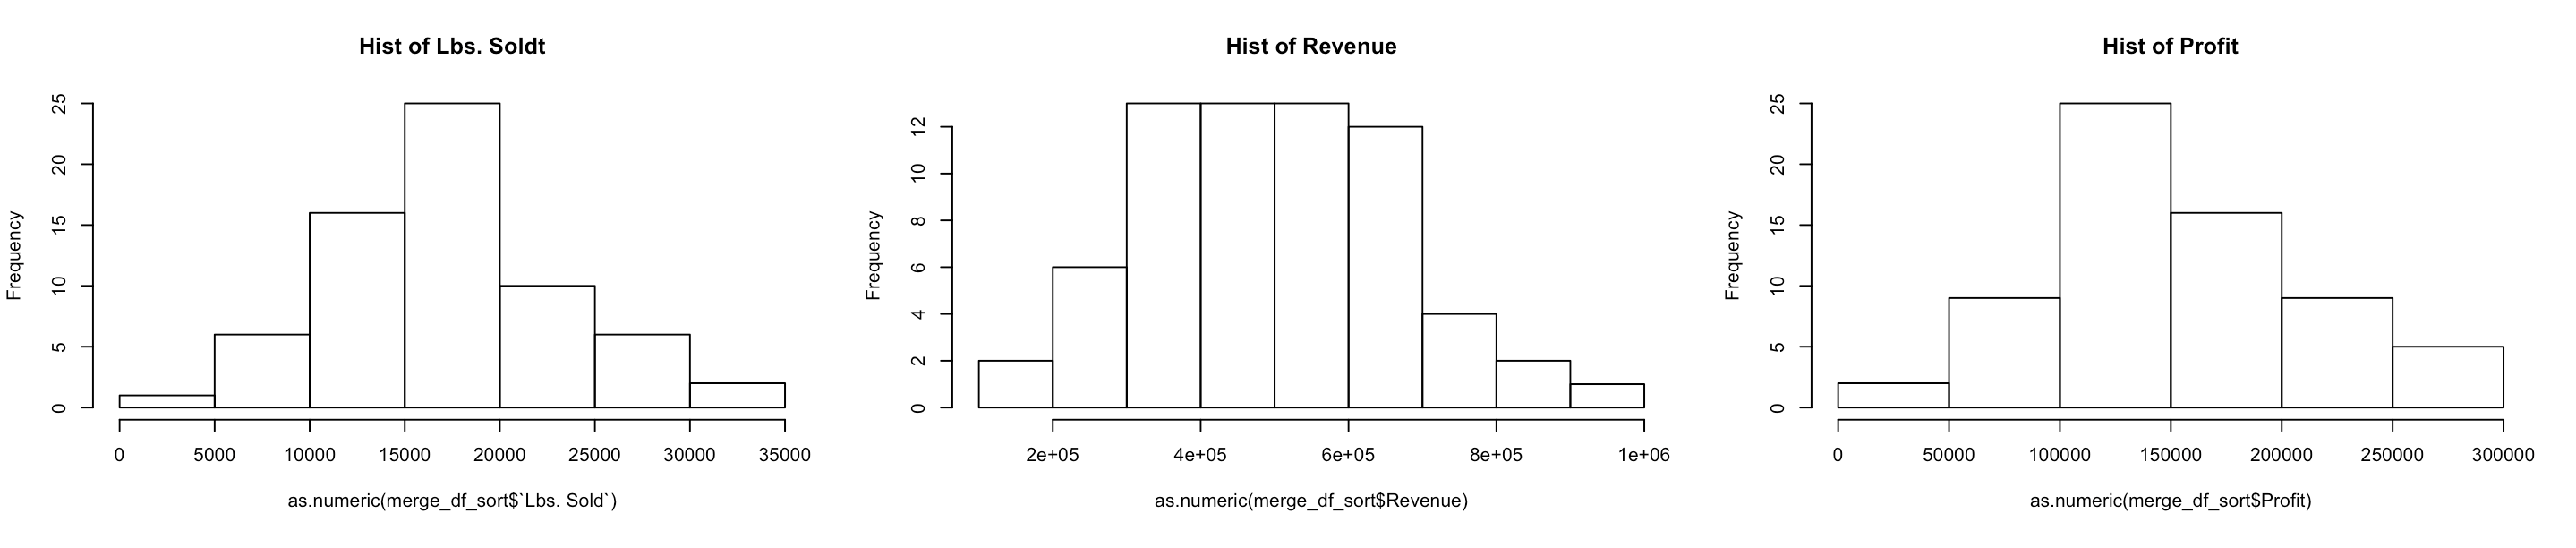 Hist of Lbs. Soldt
Frequency
0 5 10 15 20 25
0 5000 10000 15000 20000 25000 30000 35000
as.numeric(merge_df_sort$`Lbs. Sold`)
Hist of Revenue
Frequency
0 2 4 6 8 10 12
2e+05 4e+05 6e+05 8e+05 1e+06
as.numeric(merge_df_sort$Revenue)
Hist of Profit
Frequency
0 5 10 15 20 25
0 50000 100000 150000 200000 250000 300000
as.numeric(merge_df_sort$Profit)